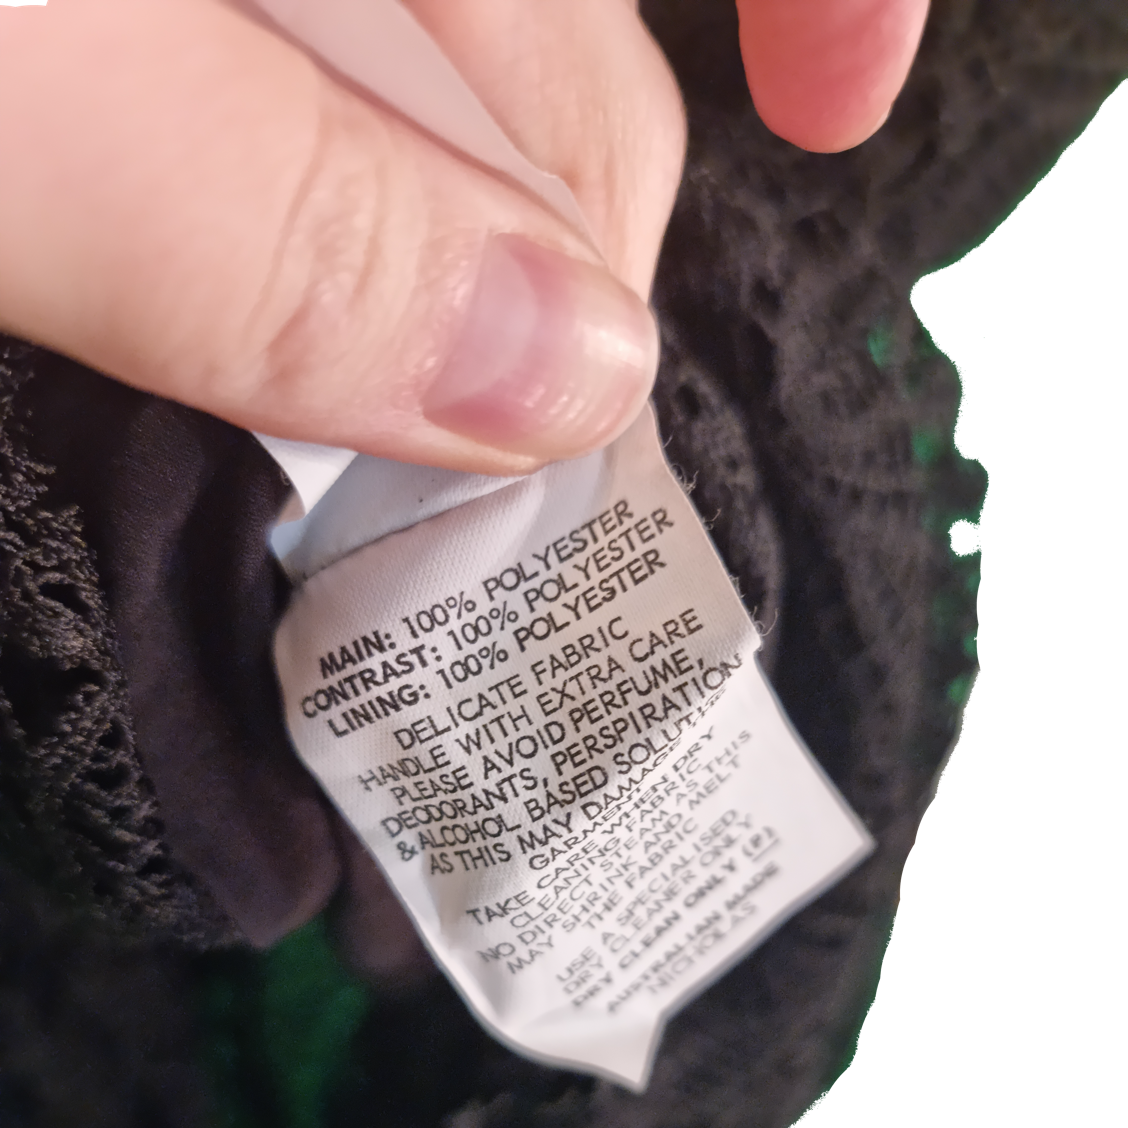 MAIN: 100% POLYESTER
CONTRAST: 100% POLYESTER
LINING: 100% POLYESTER
DELICATE FABRIC
HANDLE WITH EXTRA CARE
PLEASE AVOID PERFUME,
DEODORANTS, PERSPIRATION
& ALCOHOL BASED SOLUTIONS
AS THIS MAY DAMAGE THE
GARMENT
TAKE CARE WHEN DRY
CLEANING FABRIC AS THIS
NO DIRECT STEAM AND MELT
MAY SHRINK
THE FABRIC
USE A SPECIALISED
DRY CLEANER ONLY
DRY CLEAN ONLY (P)
AUSTRALIAN MADE
NICHOLAS